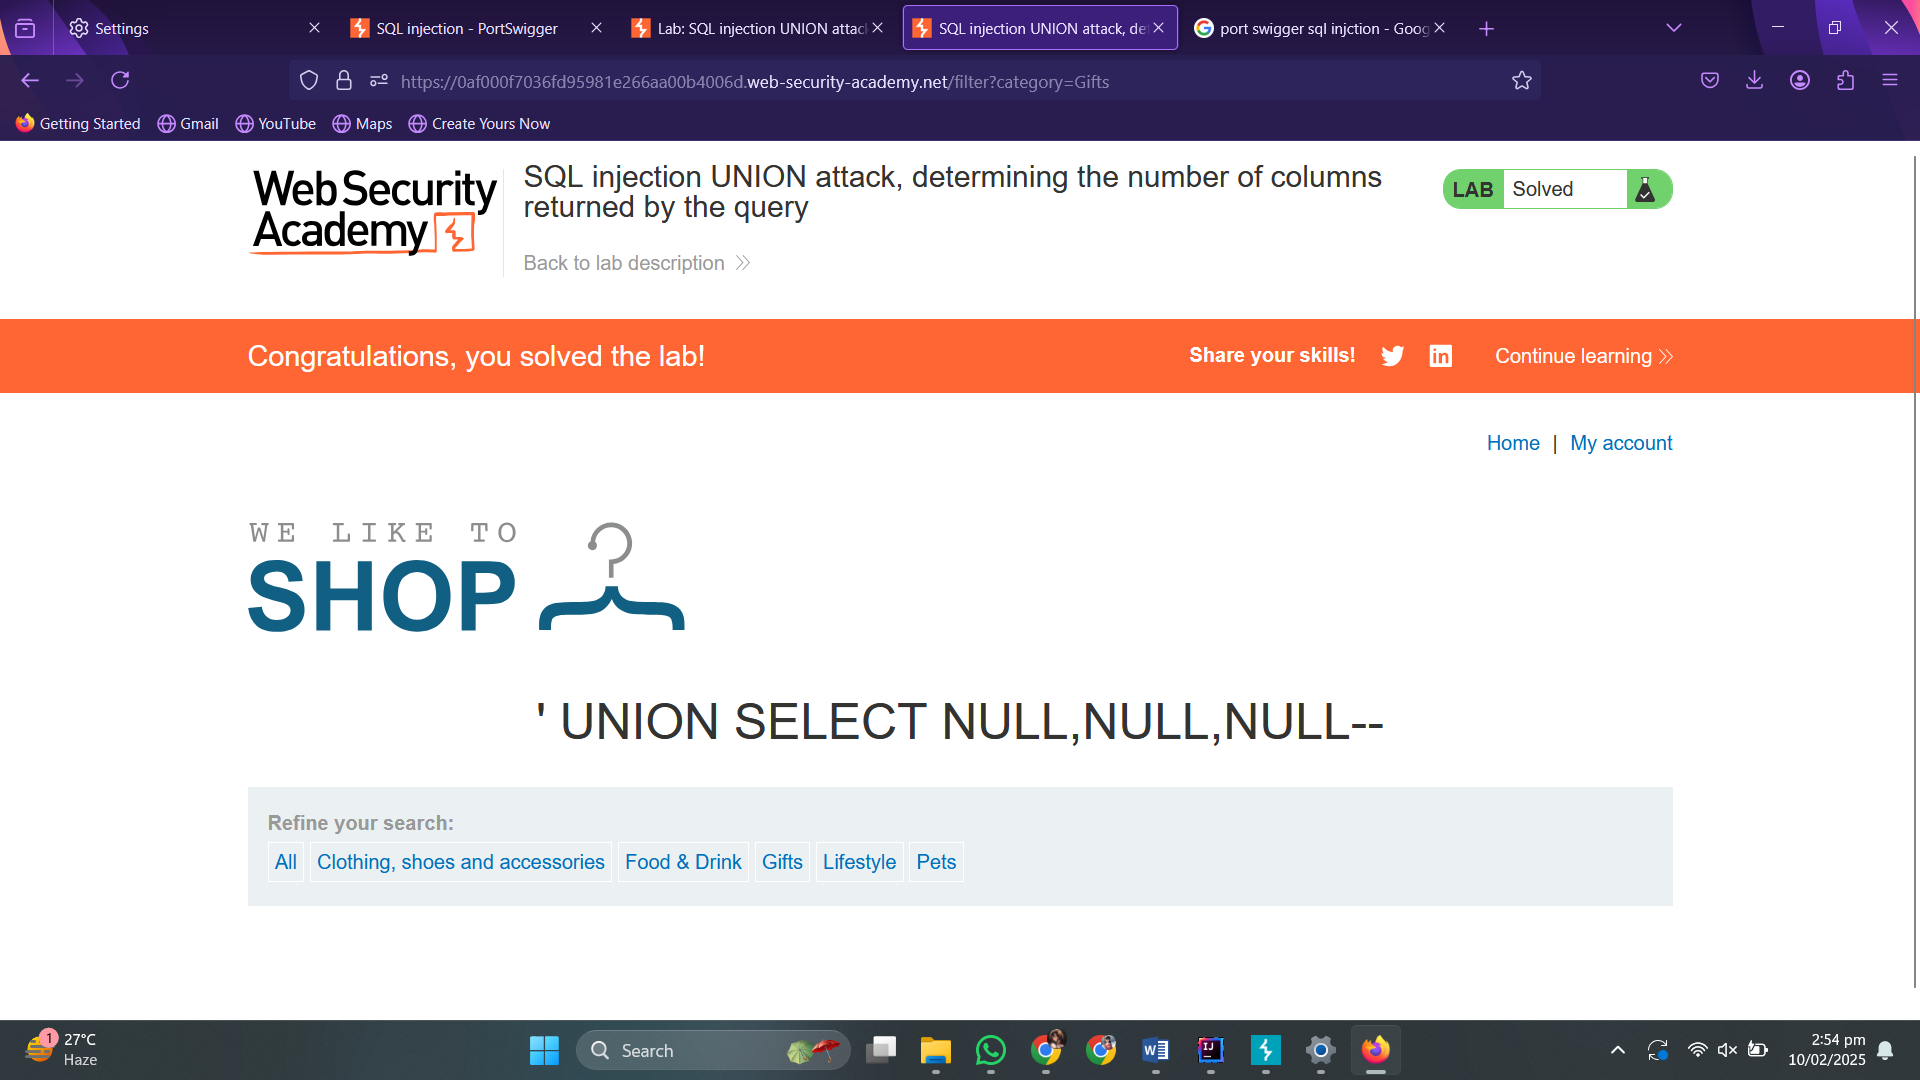 Settings
SQL injection - PortSwigger
Lab: SQL injection UNION attac
SQL injection UNION attack, de
port swigger sql injction - Goog
https://0af000f7036fd95981e266aa00b4006d.web-security-academy.net/filter?category=Gifts
Getting Started
Gmail
YouTube
Maps
Create Yours Now
Web Security
Academy
SQL injection UNION attack, determining the number of columns
returned by the query
Back to lab description
LAB
Solved
Congratulations, you solved the lab!
Share your skills!
in
Continue learning
Home | My account
WE LIKE TO
SHOP
' UNION SELECT NULL,NULL,NULL--
Refine your search:
All
Clothing, shoes and accessories
Food & Drink
Gifts
Lifestyle
Pets
1
27°C
Haze
Search
W
IJ
2:54 pm
10/02/2025